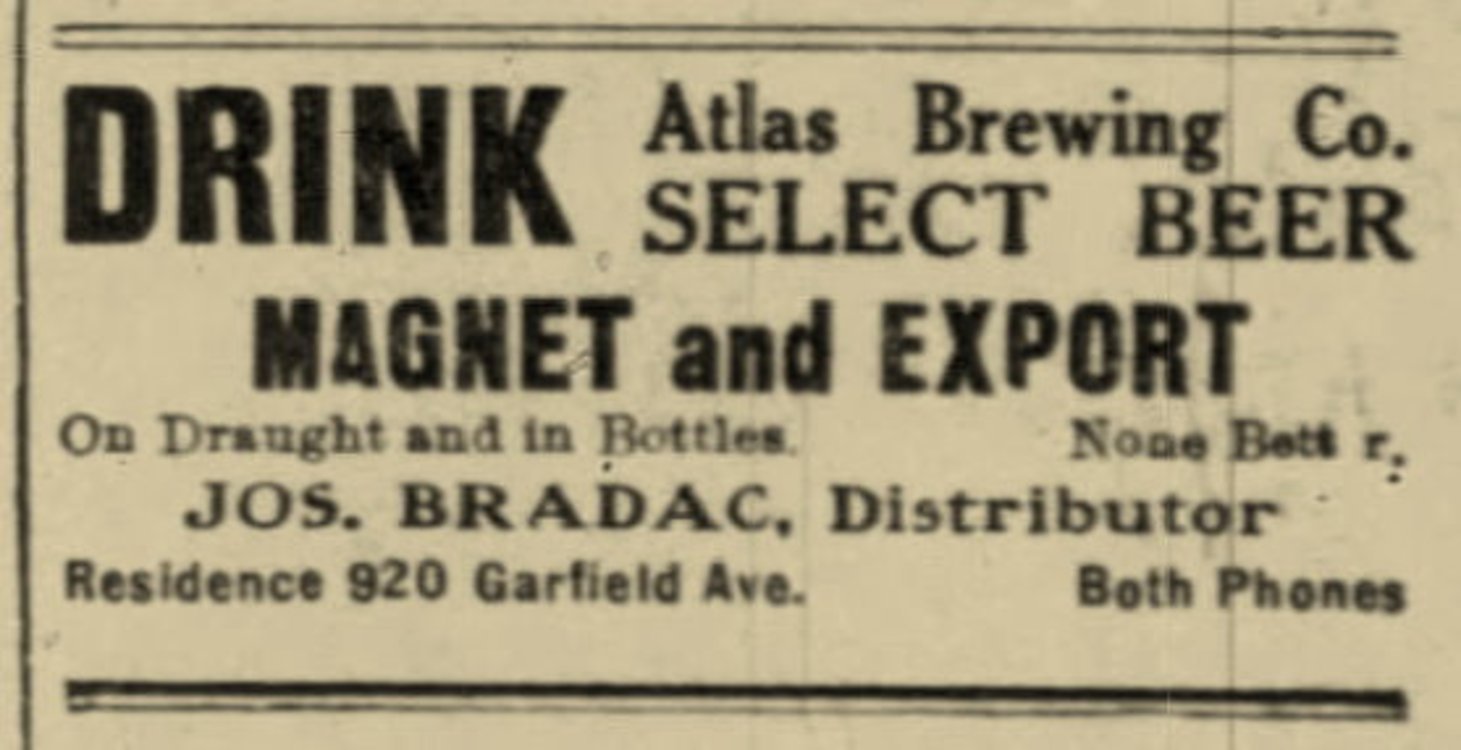 DRINK Atlas Brewing Co.
SELECT BEER
MAGNET and EXPORT
On Draught and in Bottles. None Bett r.
JOS. BRADAC, Distributor
Residence 920 Garfield Ave. Both Phones